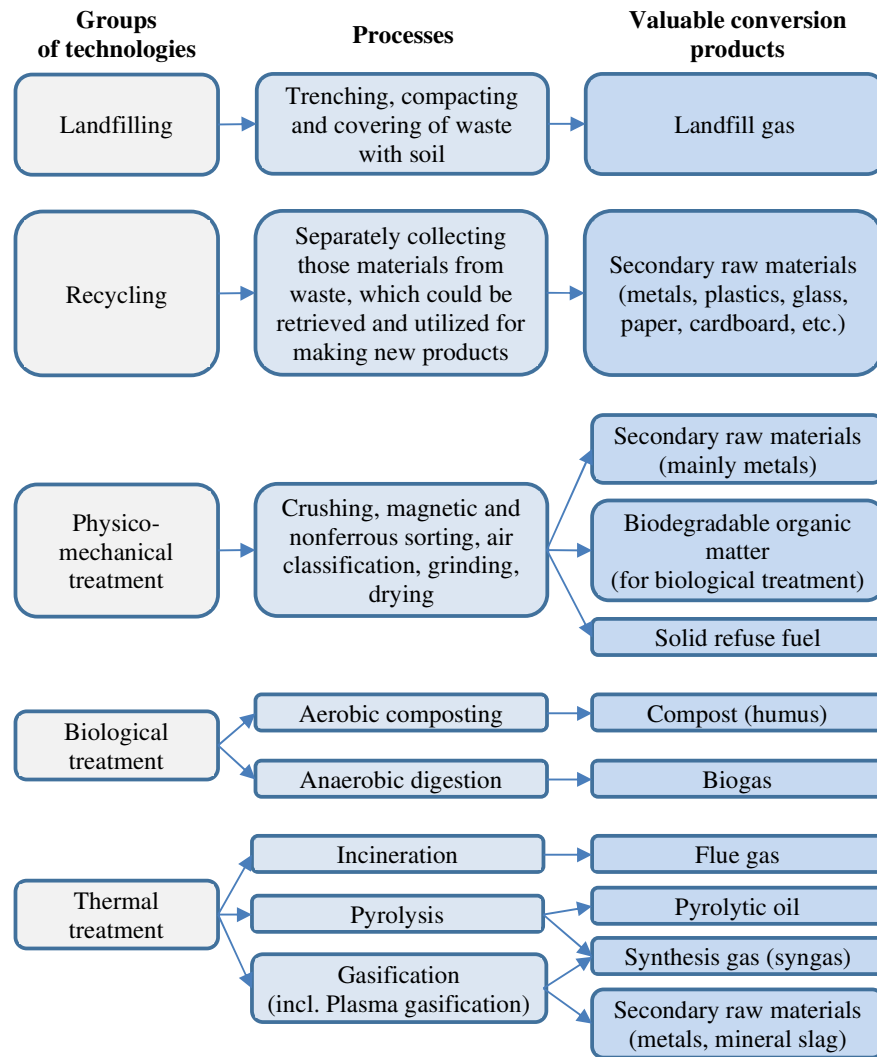 Groups
of technologies
Processes
Valuable conversion
products
Landfilling
Trenching, compacting
and covering of waste
with soil
Landfill gas
Recycling
Separately collecting
those materials from
waste, which could be
retrieved and utilized for
making new products
Secondary raw materials
(metals, plastics, glass,
paper, cardboard, etc.)
Physico-
mechanical
treatment
Crushing, magnetic and
nonferrous sorting, air
classification, grinding,
drying
Secondary raw materials
(mainly metals)
Biodegradable organic
matter
(for biological treatment)
Solid refuse fuel
Biological
treatment
Aerobic composting
Compost (humus)
Anaerobic digestion
Biogas
Thermal
treatment
Incineration
Flue gas
Pyrolysis
Pyrolytic oil
Synthesis gas (syngas)
Gasification
(incl. Plasma gasification)
Secondary raw materials
(metals, mineral slag)